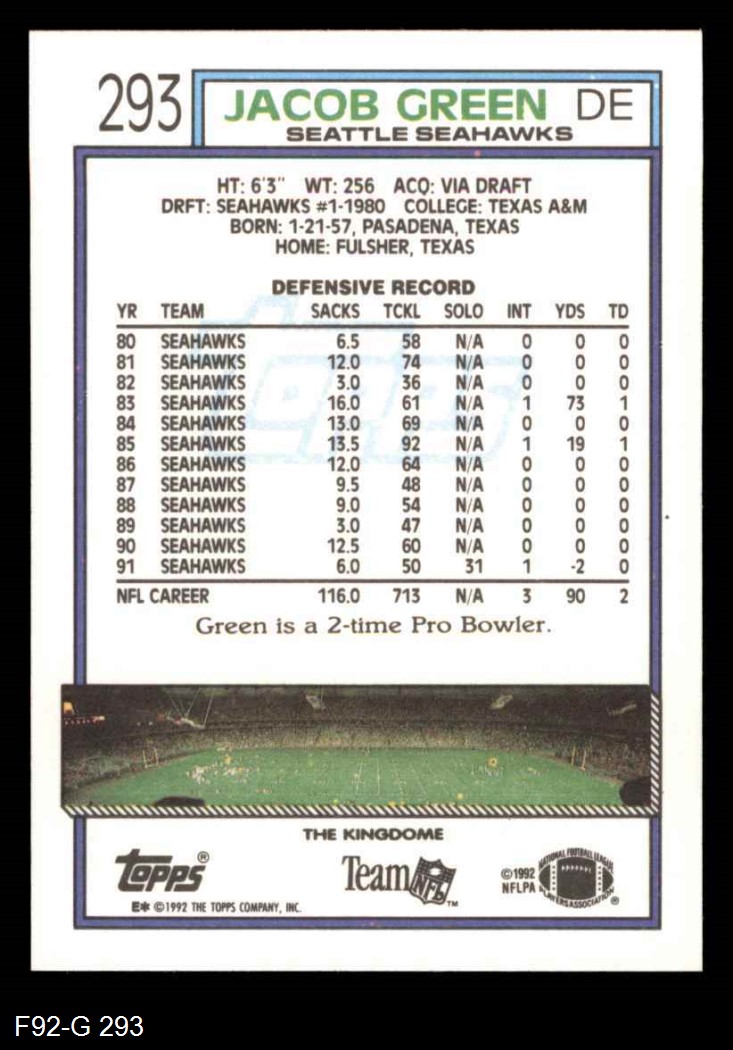 293 JACOB GREEN DE
SEATTLE SEAHAWKS
HT: 6'3" WT: 256 ACQ: VIA DRAFT
DRFT: SEAHAWKS #1-1980 COLLEGE: TEXAS A&M
BORN: 1-21-57, PASADENA, TEXAS
HOME: FULSHER, TEXAS
DEFENSIVE RECORD
YR TEAM SACKS TCKL SOLO INT YDS TD
80 SEAHAWKS 6.5 58 N/A 0 0 0
81 SEAHAWKS 12.0 74 N/A 0 0 0
82 SEAHAWKS 3.0 36 N/A 0 0 0
83 SEAHAWKS 16.0 61 N/A 1 73 1
84 SEAHAWKS 13.0 69 N/A 0 0 0
85 SEAHAWKS 13.5 92 N/A 1 19 1
86 SEAHAWKS 12.0 64 N/A 0 0 0
87 SEAHAWKS 9.5 48 N/A 0 0 0
88 SEAHAWKS 9.0 54 N/A 0 0 0
89 SEAHAWKS 3.0 47 N/A 0 0 0
90 SEAHAWKS 12.5 60 N/A 0 0 0
91 SEAHAWKS 6.0 50 31 1 -2 0
NFL CAREER 116.0 713 N/A 3 90 2
Topps
Green is a 2-time Pro Bowler.
THE KINGDOME
Topps®
E* ©1992 THE TOPPS COMPANY, INC.
Team NFL ™
©1992
NFLPA
NATIONAL FOOTBALL LEAGUE
PLAYERS ASSOCIATION ®
F92-G 293